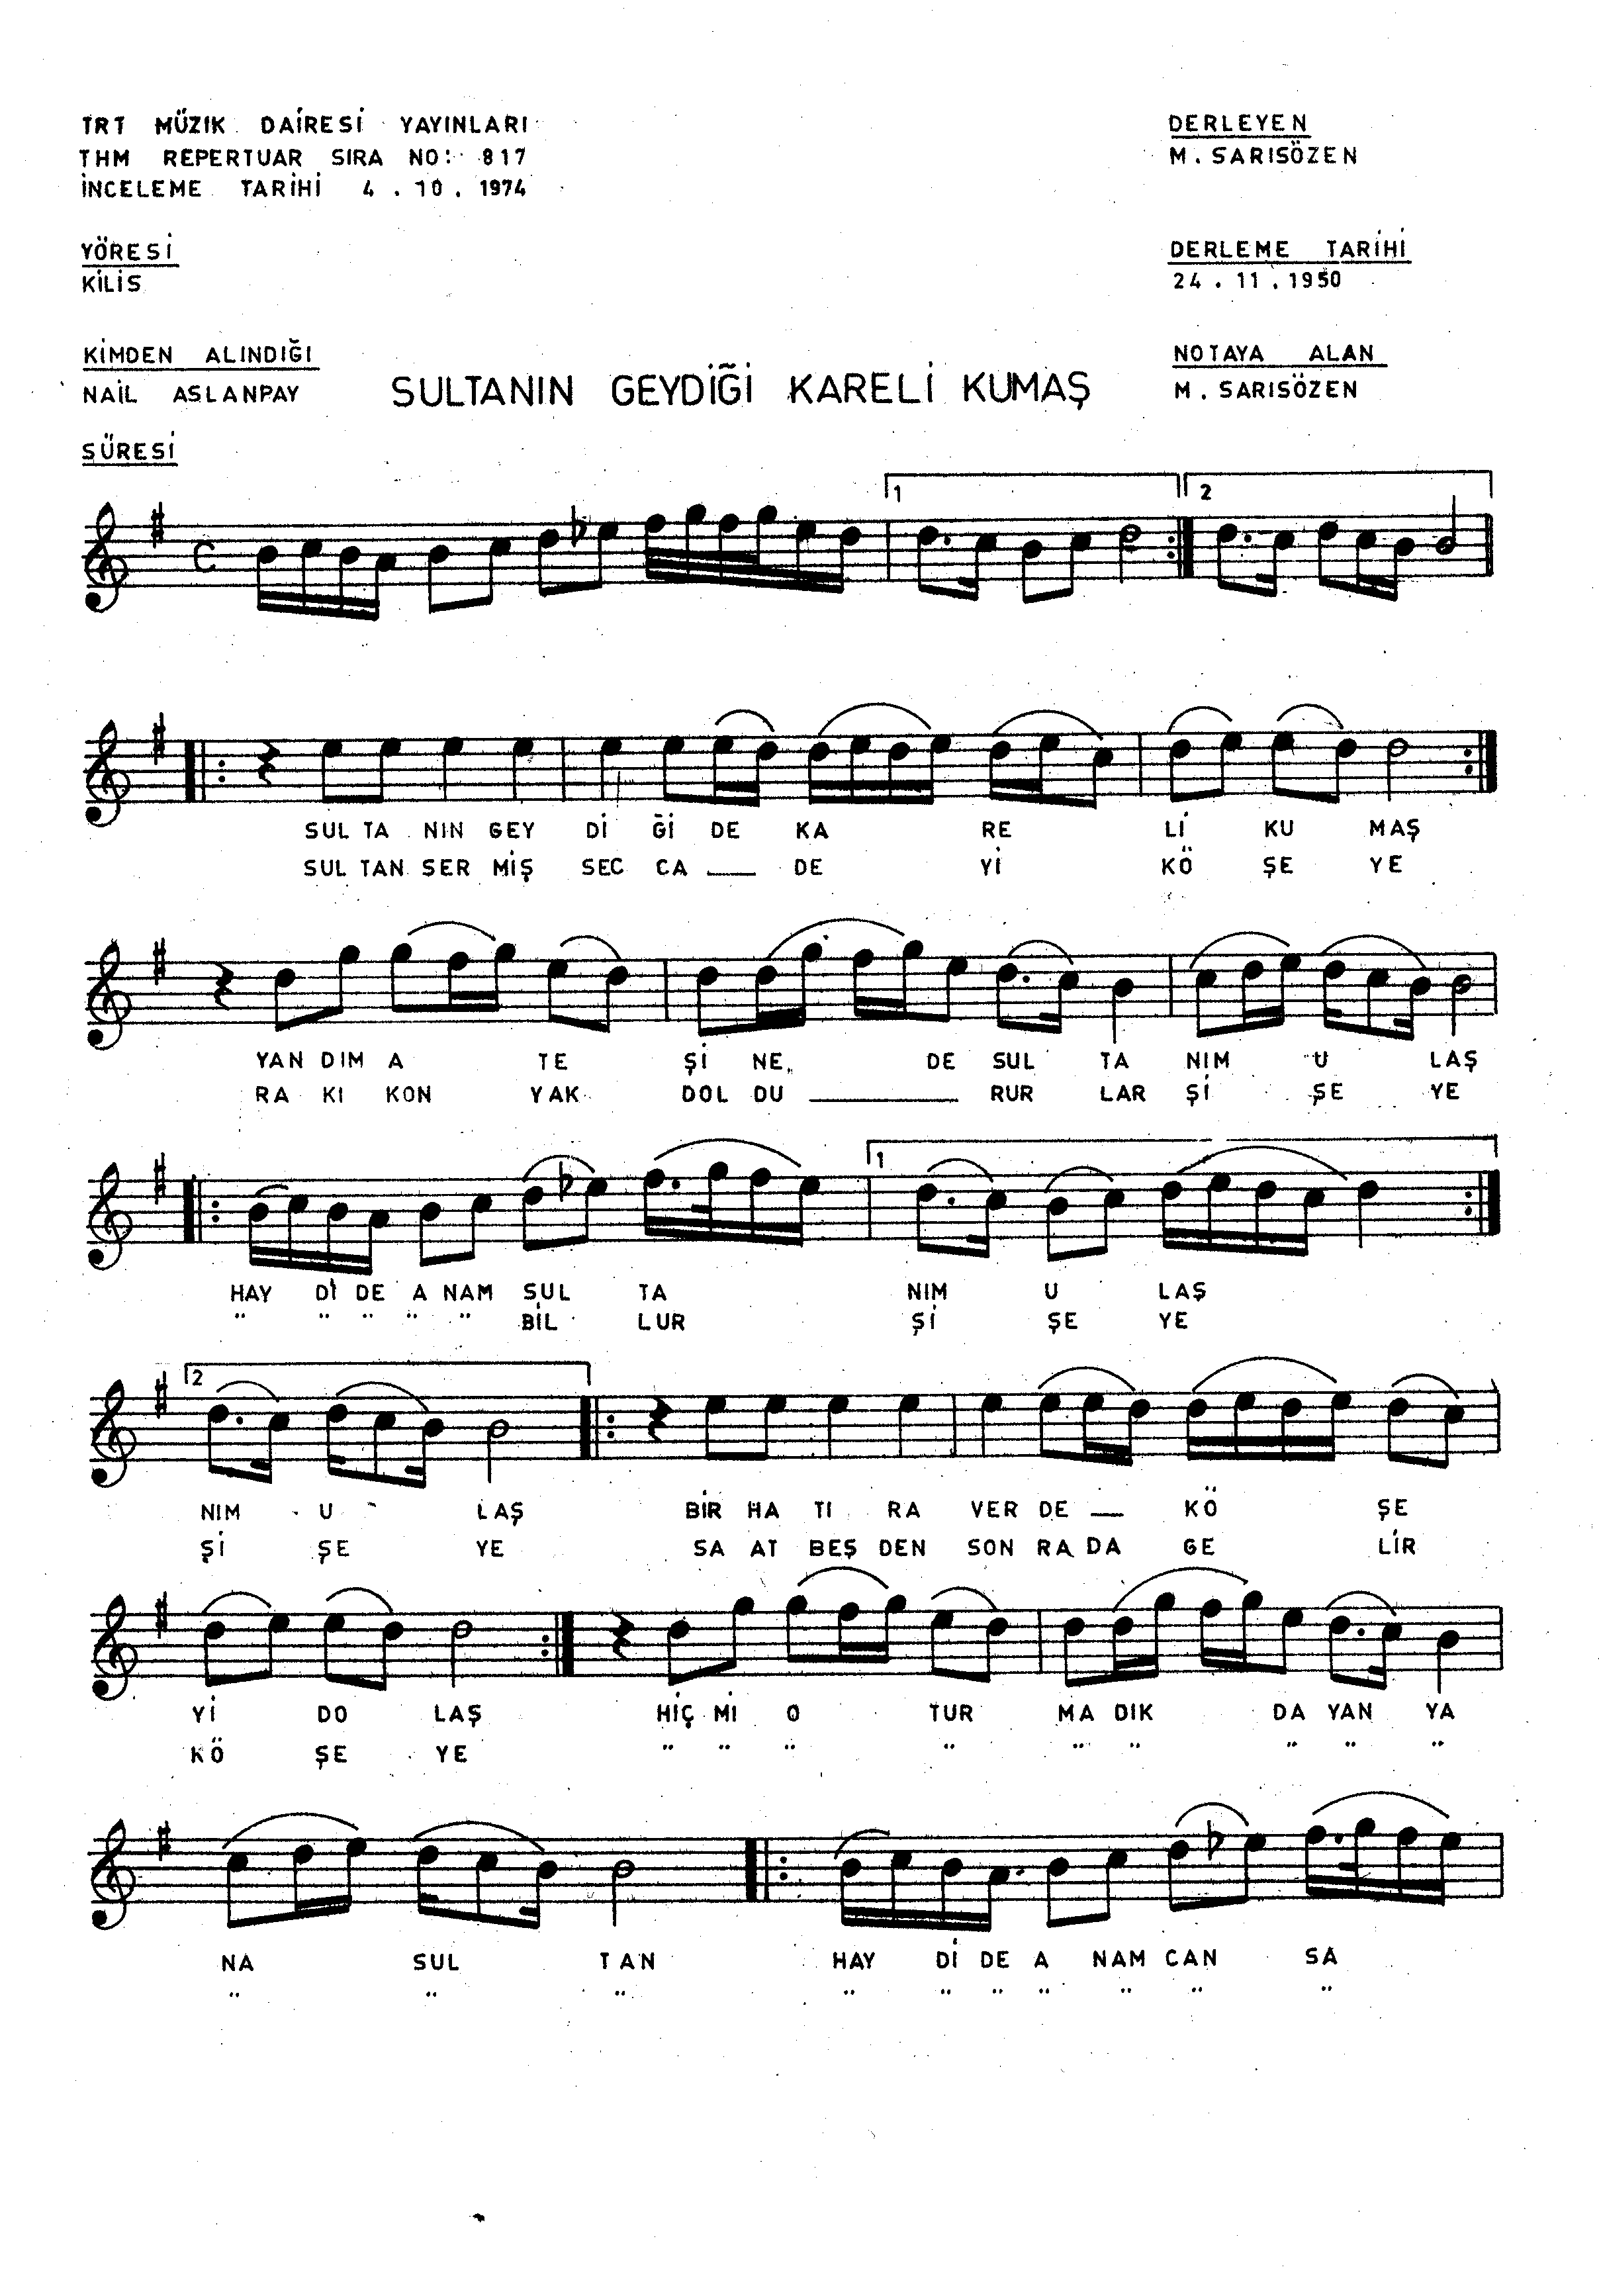 TRT MÜZİK DAİRESİ YAYINLARI
THM REPERTUAR SIRA NO: 817
İNCELEME TARİHİ 4.10.1974
DERLEYEN
M. SARISÖZEN
YÖRESİ
KİLİS
DERLEME TARİHİ
24.11.1950
KİMDEN ALINDIĞI
NAİL ASLANPAY
SULTANIN GEYDİĞİ KARELİ KUMAŞ
NOTAYA ALAN
M. SARISÖZEN
SÜRESİ
1
2
SUL TA NIN GEY Dİ Ğİ DE KA RE Lİ KU MAŞ
SUL TAN SER MİŞ SEC CA __ DE Yİ KÖ ŞE YE
YAN DIM A TE Şİ NE DE SUL TA NIM U LAŞ
RA KI KON YAK DOL DU ______ RUR LAR Şİ ŞE YE
1
HAY Dİ DE A NAM SUL TA NIM U LAŞ
" " " " " BİL LUR Şİ ŞE YE
2
NIM U LAŞ BİR HA TI RA VER DE __ KÖ ŞE
Şİ ŞE YE SA AT BEŞ DEN SON RA DA GE LİR
Yİ DO LAŞ HİÇ Mİ O TUR MA DIK DA YAN YA
KÖ ŞE YE " " " " " " " " "
NA SUL TAN HAY Dİ DE A NAM CAN SA
" " " " " " " " " "